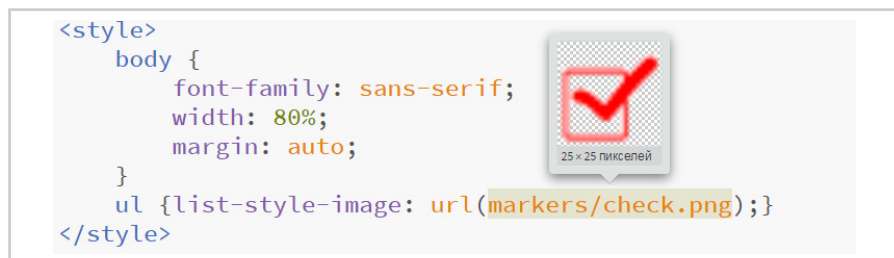 <style>
body {
font-family: sans-serif;
width: 80%;
margin: auto;
25 × 25 пикселей
}
ul {list-style-image: url(markers/check.png);}
</style>